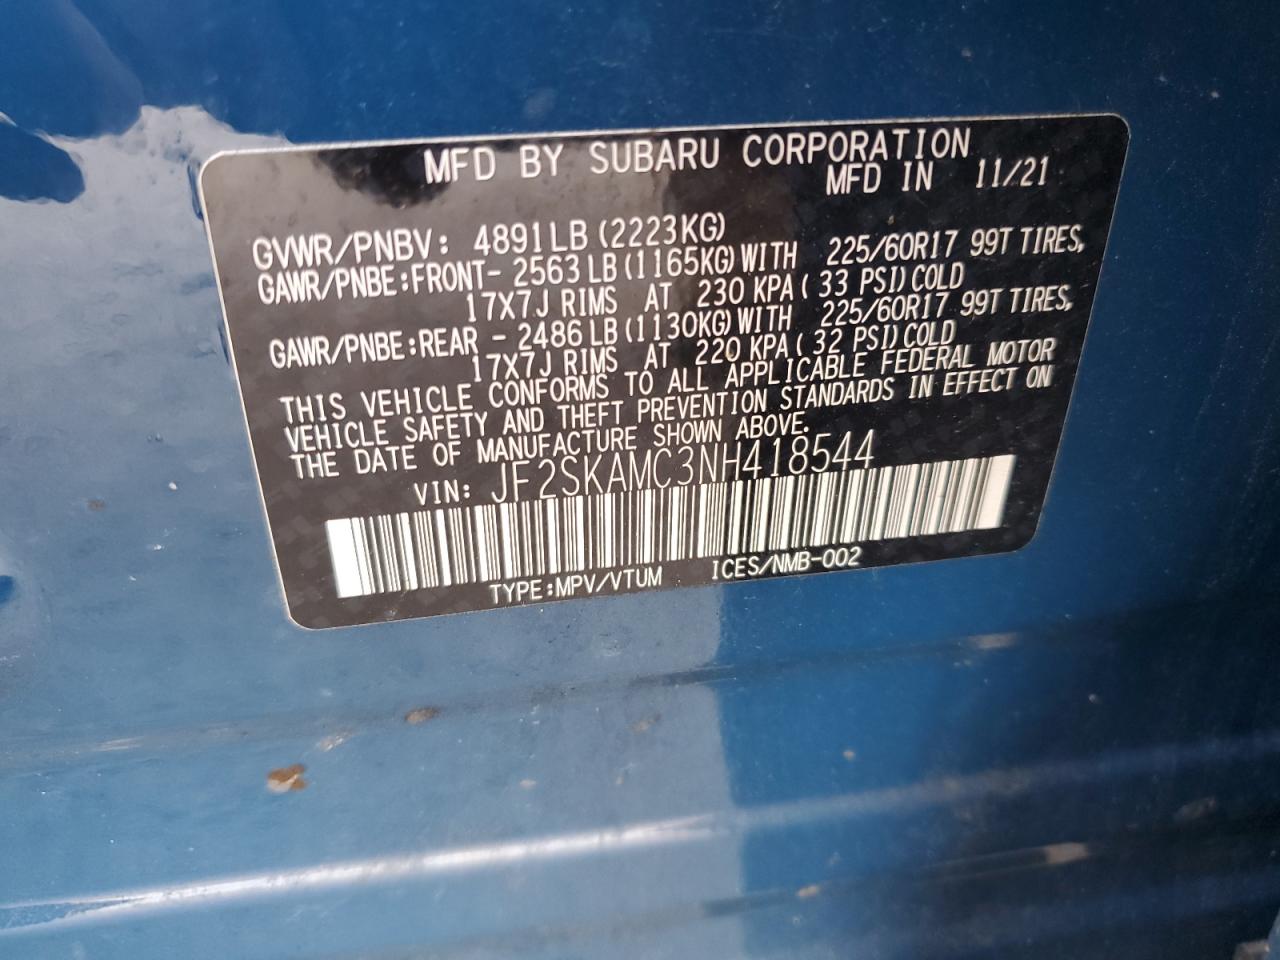 MFD BY SUBARU CORPORATION
MFD IN 11/21
GVWR/PNBV: 4891LB (2223KG)
GAWR/PNBE:FRONT- 2563LB (1165KG) WITH 225/60R17 99T TIRES,
17X7J RIMS AT 230 KPA ( 33 PSI) COLD
GAWR/PNBE:REAR - 2486LB (1130KG) WITH 225/60R17 99T TIRES,
17X7J RIMS AT 220 KPA ( 32 PSI) COLD
THIS VEHICLE CONFORMS TO ALL APPLICABLE FEDERAL MOTOR
VEHICLE SAFETY AND THEFT PREVENTION STANDARDS IN EFFECT ON
THE DATE OF MANUFACTURE SHOWN ABOVE.
VIN: JF2SKAMC3NH418544
TYPE:MPV/VTUM ICES/NMB-002